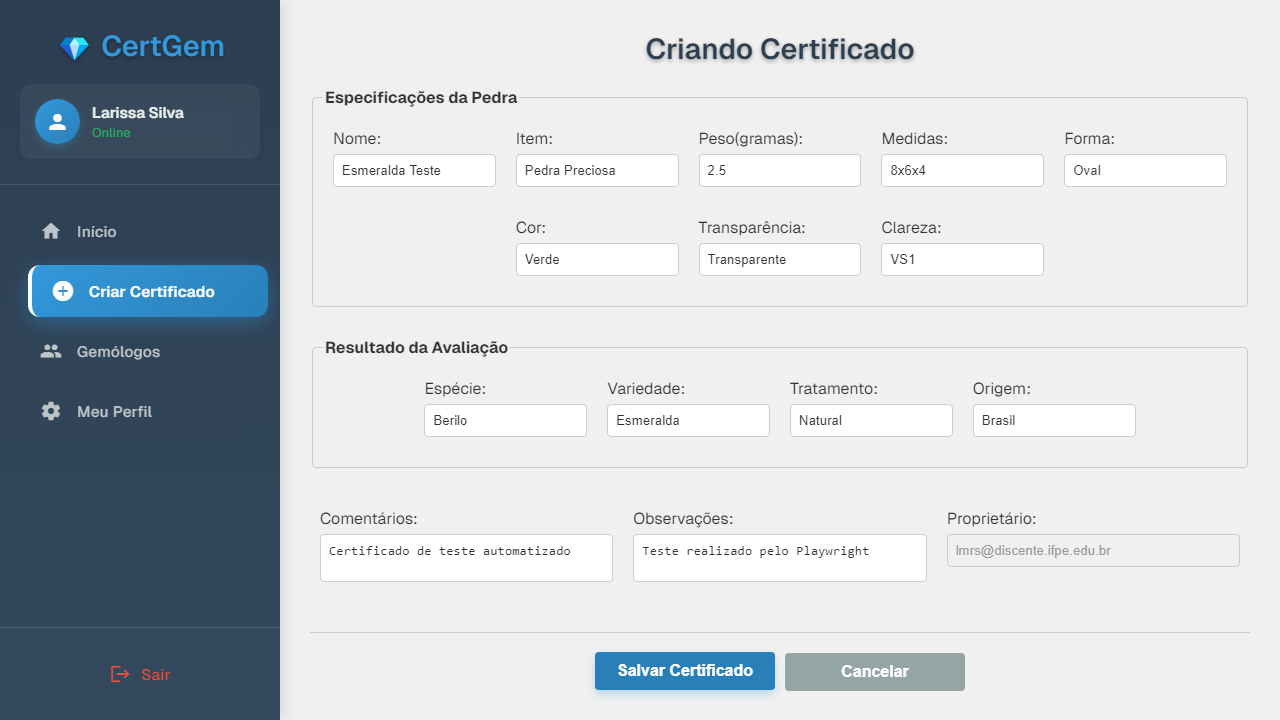 CertGem
Larissa Silva
Online
Início
Criar Certificado
Gemólogos
Meu Perfil
Sair
Criando Certificado
Especificações da Pedra
Nome: Item: Peso(gramas): Medidas: Forma:
Esmeralda Teste Pedra Preciosa 2.5 8x6x4 Oval
Cor: Transparência: Clareza:
Verde Transparente VS1
Resultado da Avaliação
Espécie: Variedade: Tratamento: Origem:
Berilo Esmeralda Natural Brasil
Comentários: Observações: Proprietário:
Certificado de teste automatizado Teste realizado pelo Playwright lmrs@discente.ifpe.edu.br
Salvar Certificado Cancelar